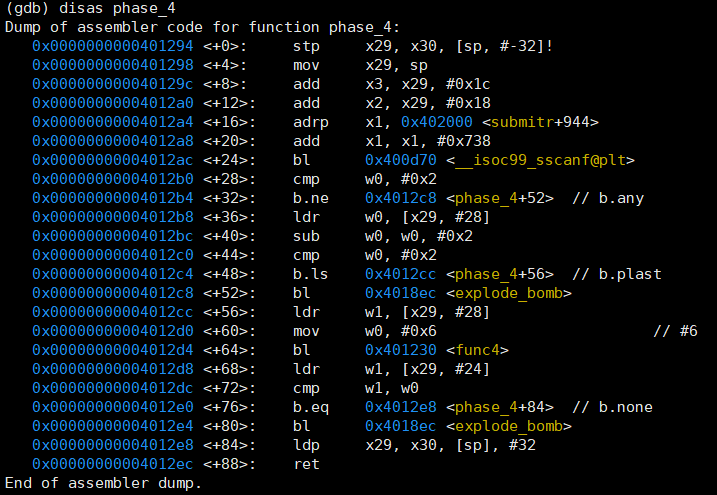 (gdb) disas phase_4
Dump of assembler code for function phase_4:
   0x0000000000401294 <+0>:     stp     x29, x30, [sp, #-32]!
   0x0000000000401298 <+4>:     mov     x29, sp
   0x000000000040129c <+8>:     add     x3, x29, #0x1c
   0x00000000004012a0 <+12>:    add     x2, x29, #0x18
   0x00000000004012a4 <+16>:    adrp    x1, 0x402000 <submitr+944>
   0x00000000004012a8 <+20>:    add     x1, x1, #0x738
   0x00000000004012ac <+24>:    bl      0x400d70 <__isoc99_sscanf@plt>
   0x00000000004012b0 <+28>:    cmp     w0, #0x2
   0x00000000004012b4 <+32>:    b.ne    0x4012c8 <phase_4+52>  // b.any
   0x00000000004012b8 <+36>:    ldr     w0, [x29, #28]
   0x00000000004012bc <+40>:    sub     w0, w0, #0x2
   0x00000000004012c0 <+44>:    cmp     w0, #0x2
   0x00000000004012c4 <+48>:    b.ls    0x4012cc <phase_4+56>  // b.plast
   0x00000000004012c8 <+52>:    bl      0x4018ec <explode_bomb>
   0x00000000004012cc <+56>:    ldr     w1, [x29, #28]
   0x00000000004012d0 <+60>:    mov     w0, #0x6                        // #6
   0x00000000004012d4 <+64>:    bl      0x401230 <func4>
   0x00000000004012d8 <+68>:    ldr     w1, [x29, #24]
   0x00000000004012dc <+72>:    cmp     w1, w0
   0x00000000004012e0 <+76>:    b.eq    0x4012e8 <phase_4+84>  // b.none
   0x00000000004012e4 <+80>:    bl      0x4018ec <explode_bomb>
   0x00000000004012e8 <+84>:    ldp     x29, x30, [sp], #32
   0x00000000004012ec <+88>:    ret
End of assembler dump.